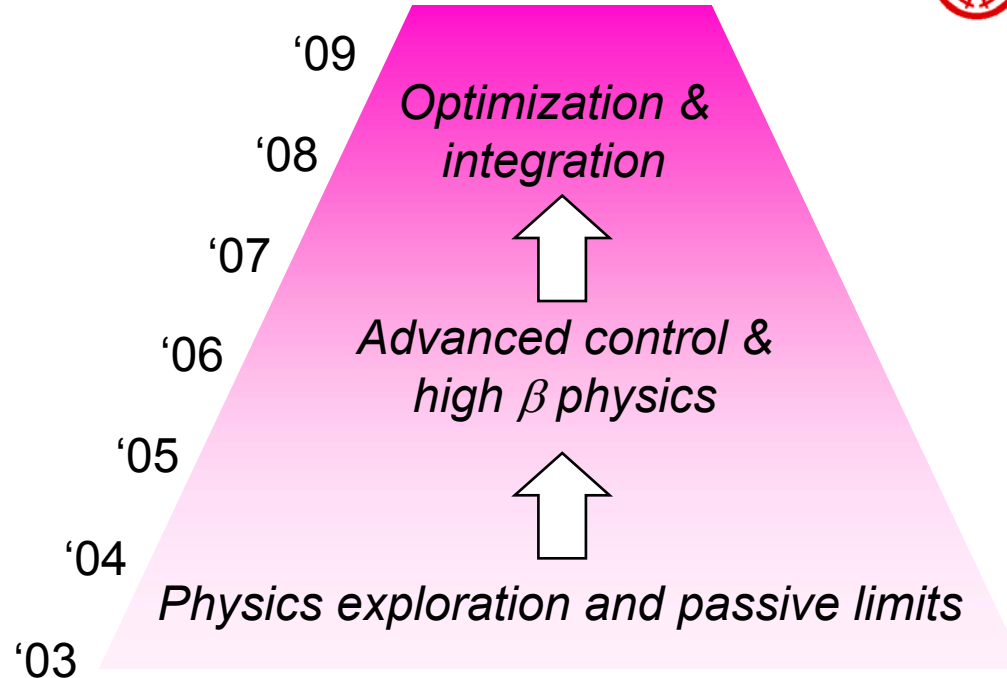 ‘09
Optimization &
‘08
integration
‘07
Advanced control &
‘06
high β physics
‘05
‘04
Physics exploration and passive limits
‘03